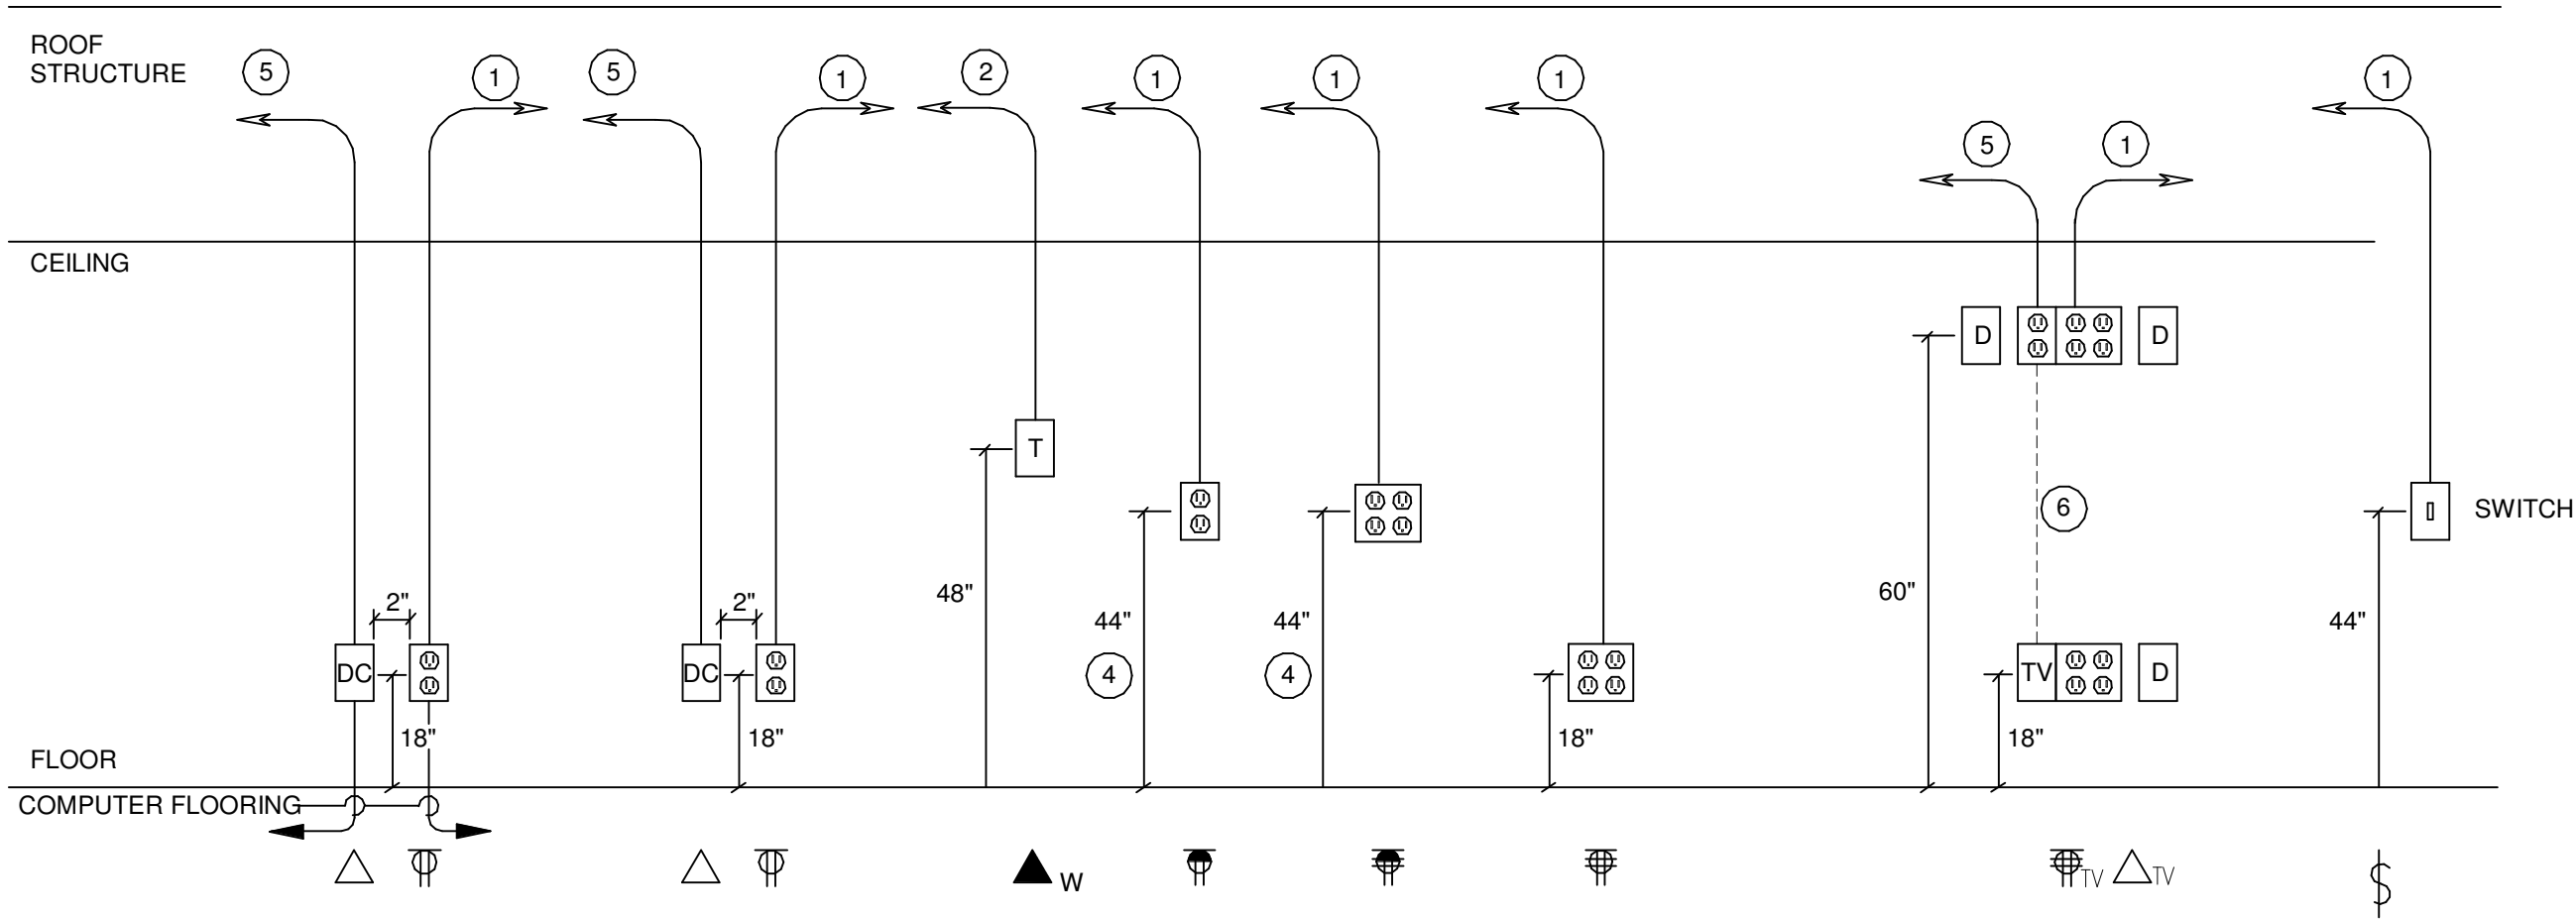 ROOF
STRUCTURE
5
1
5
1
2
1
1
1
5
1
1
CEILING
D
D
T
6
SWITCH
48"
44"
44"
60"
44"
2"
2"
4
4
DC
DC
TV
D
18"
18"
18"
18"
FLOOR
COMPUTER FLOORING
W
TV
TV
$